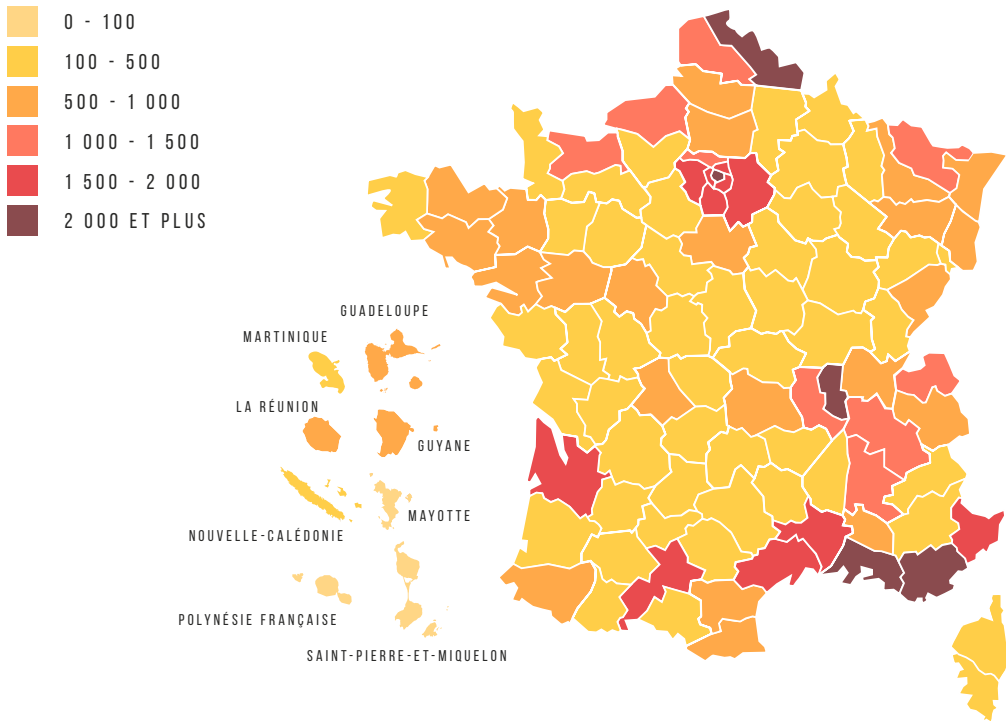 0 - 100
100 - 500
500 - 1 000
1 000 - 1 500
1 500 - 2 000
2 000 ET PLUS
GUADELOUPE
MARTINIQUE
LA RÉUNION
GUYANE
MAYOTTE
NOUVELLE-CALÉDONIE
POLYNÉSIE FRANÇAISE
SAINT-PIERRE-ET-MIQUELON